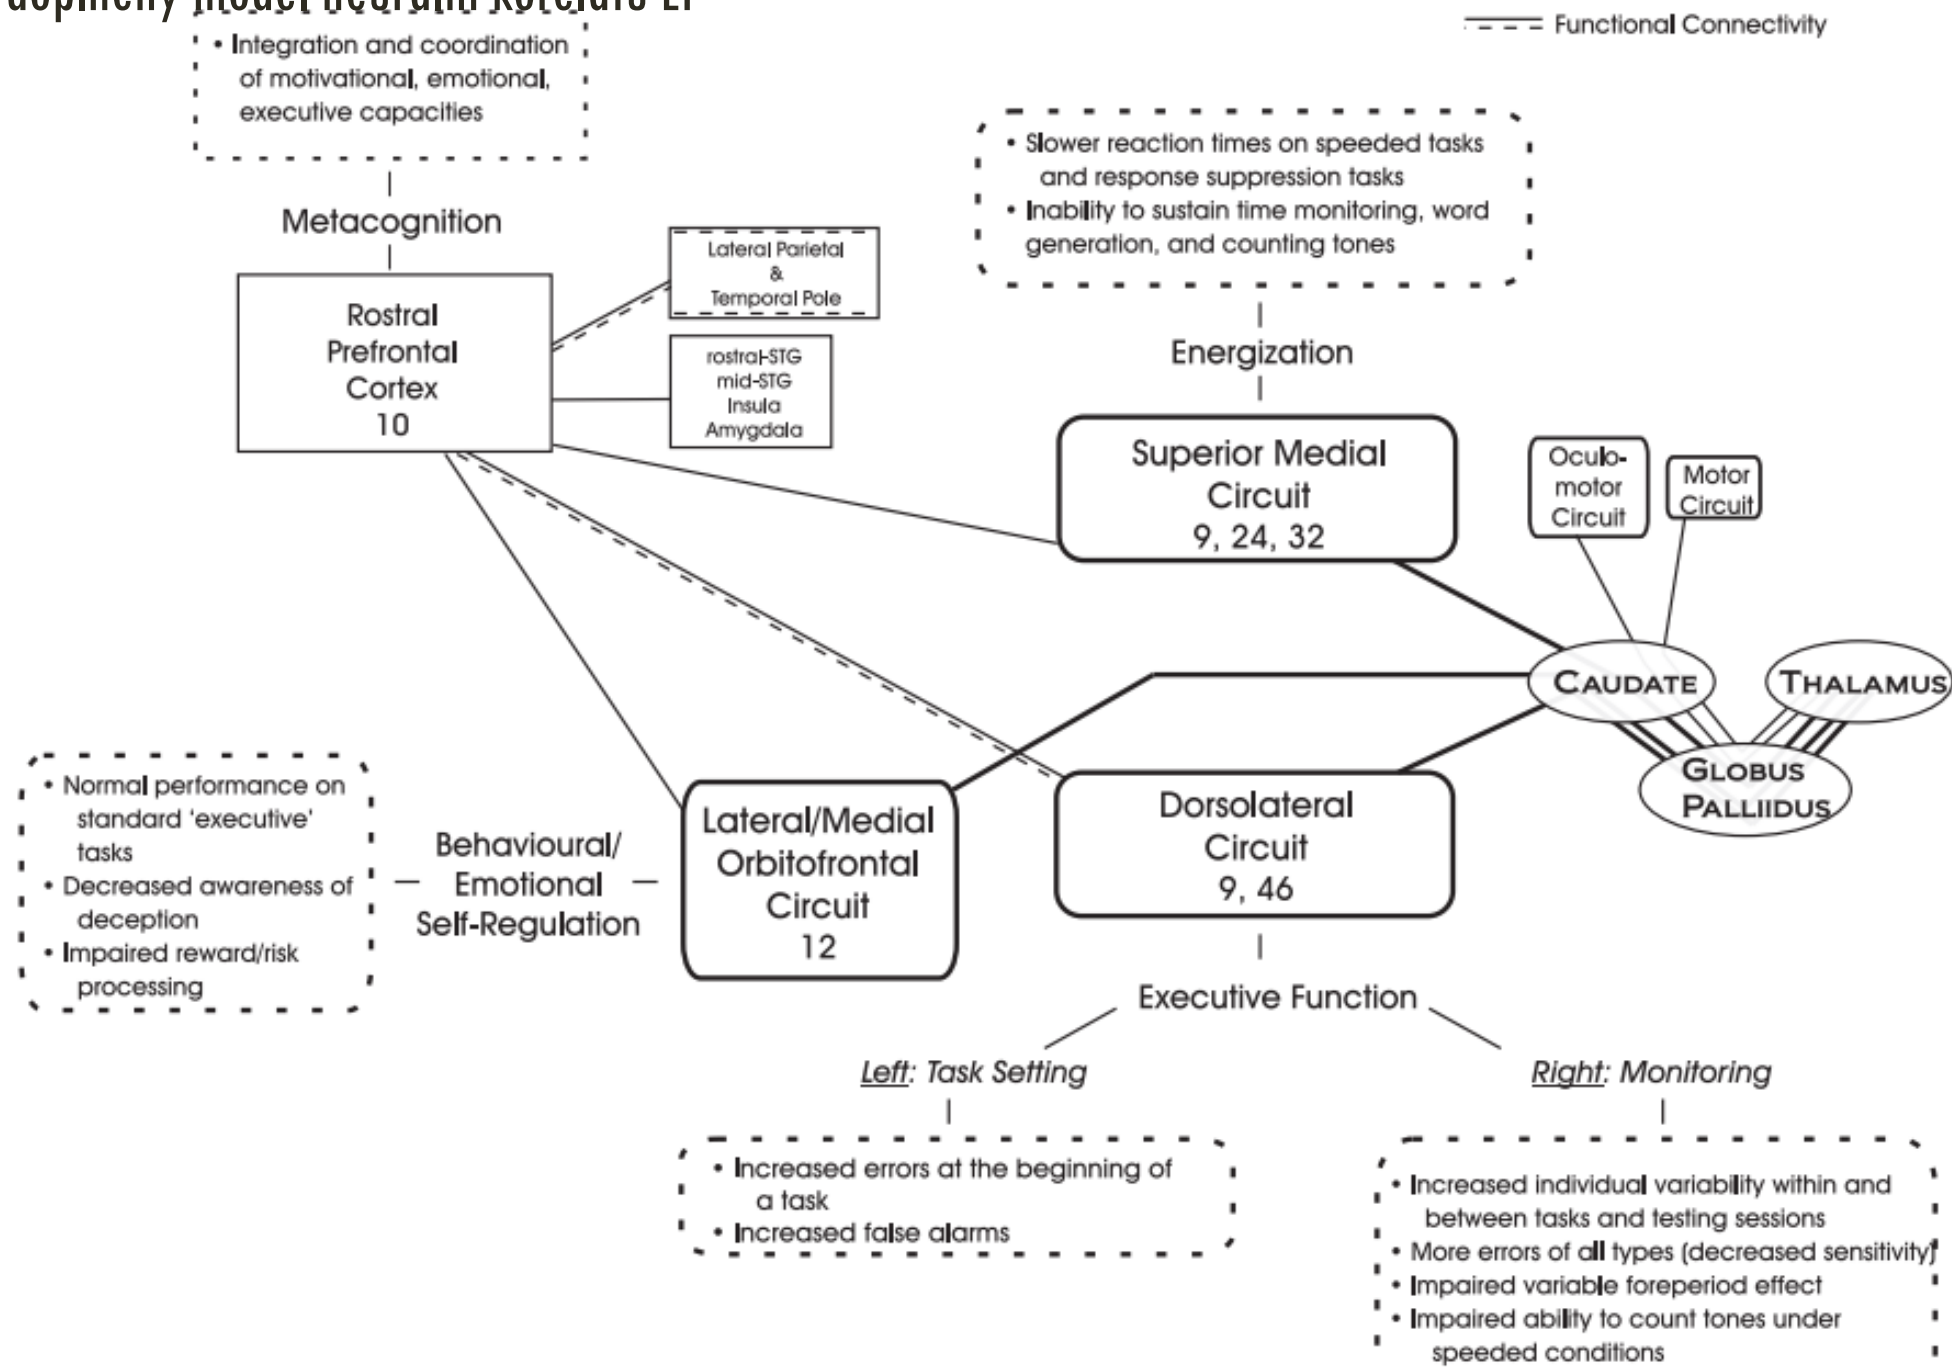 Model
Functional Connectivity
• Integration and coordination
of motivational, emotional,
executive capacities
Metacognition
Rostral
Prefrontal
Cortex
10
Lateral Parietal
&
Temporal Pole
rostral-STG
mid-STG
Insula
Amygdala
• Slower reaction times on speeded tasks
and response suppression tasks
• Inability to sustain time monitoring, word
generation, and counting tones
Energization
Superior Medial
Circuit
9, 24, 32
Oculo-
motor
Circuit
Motor
Circuit
CAUDATE
THALAMUS
GLOBUS
PALLIIDUS
• Normal performance on
standard ‘executive’
tasks
• Decreased awareness of
deception
• Impaired reward/risk
processing
Behavioural/
Emotional
Self-Regulation
Lateral/Medial
Orbitofrontal
Circuit
12
Dorsolateral
Circuit
9, 46
Executive Function
Left: Task Setting
• Increased errors at the beginning of
a task
• Increased false alarms
Right: Monitoring
• Increased individual variability within and
between tasks and testing sessions
• More errors of all types (decreased sensitivity)
• Impaired variable foreperiod effect
• Impaired ability to count tones under
speeded conditions